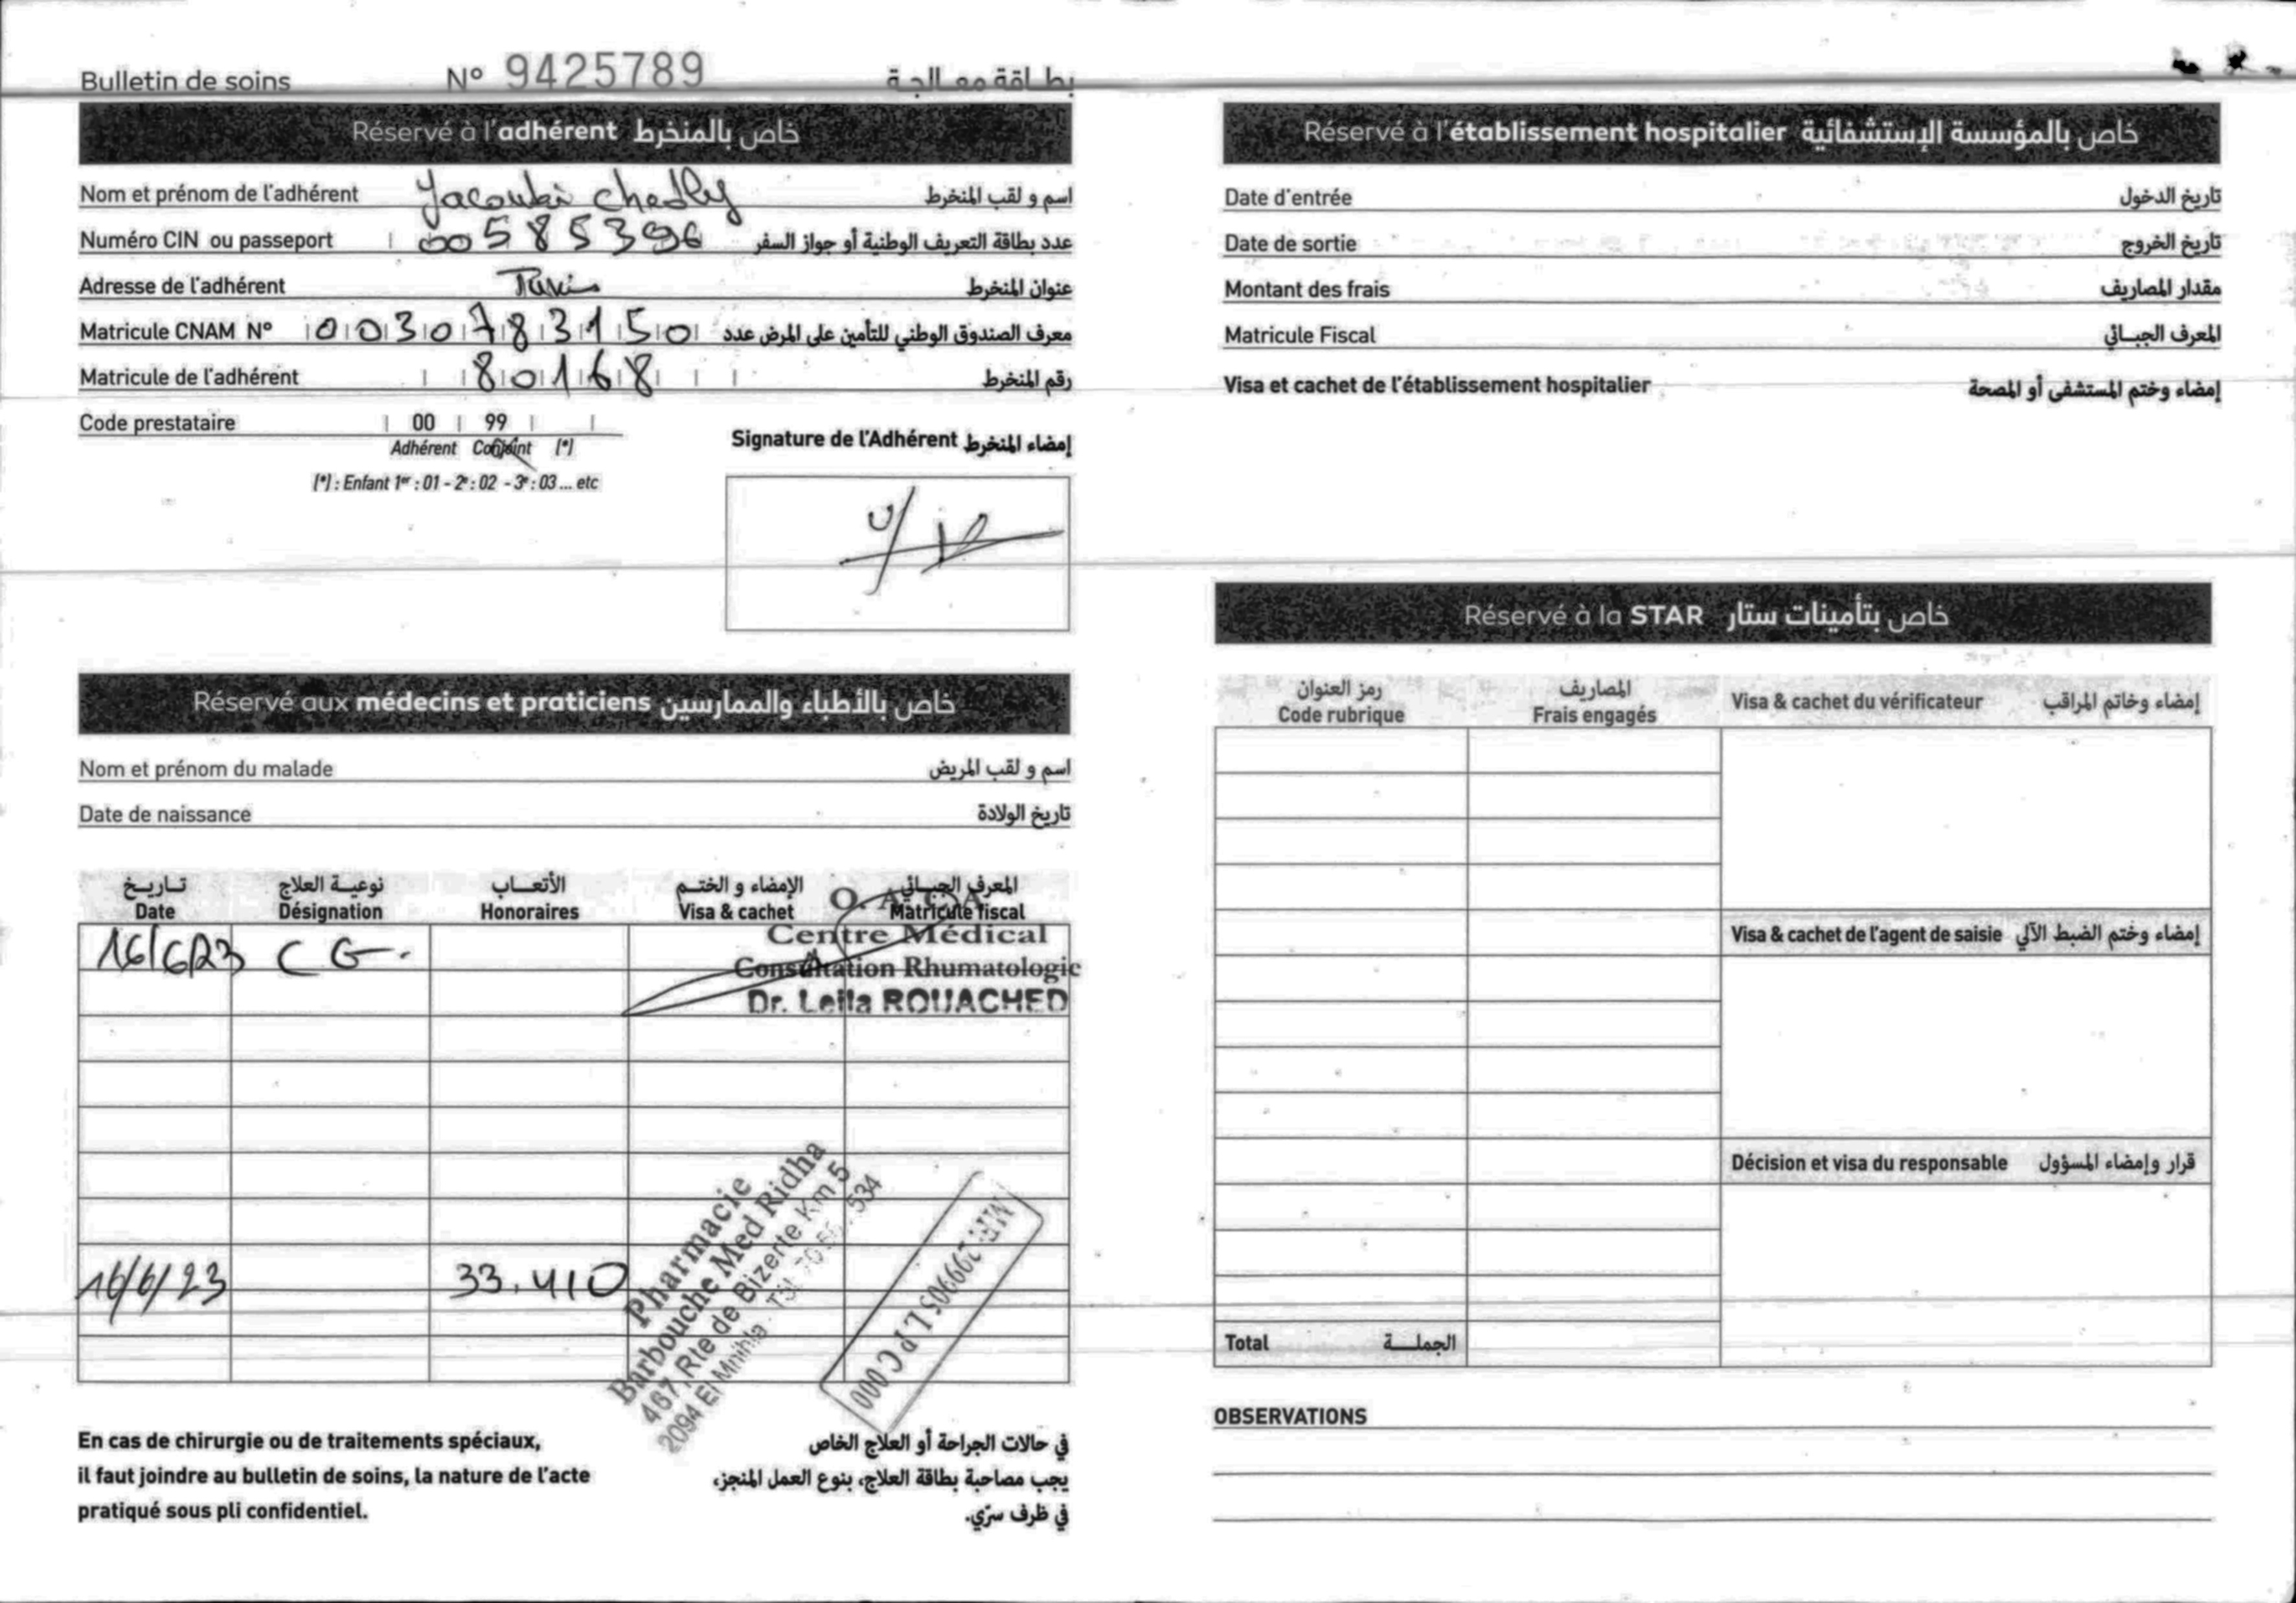 Bulletin de soins N° 9425789 بطاقة معالجة
Réservé à l'adhérent خاص بالمنخرط
Nom et prénom de l'adhérent Yacoubi Chedly اسم و لقب المنخرط
Numéro CIN ou passeport 00585396 عدد بطاقة التعريف الوطنية أو جواز السفر
Adresse de l'adhérent Tunis عنوان المنخرط
Matricule CNAM N° 0030783150 معرف الصندوق الوطني للتأمين على المرض عدد
Matricule de l'adhérent 80168 رقم المنخرط
Code prestataire 00 99
Adhérent Conjoint (*)
(*) : Enfant 1er : 01 - 2e : 02 - 3e : 03 ... etc
Signature de l'Adhérent إمضاء المنخرط
Réservé aux médecins et praticiens خاص بالأطباء والممارسين
Nom et prénom du malade اسم و لقب المريض
Date de naissance تاريخ الولادة
تاريخ نوعية العلاج الأتعاب الإمضاء و الختم المعرف الجبائي
Date Désignation Honoraires Visa & cachet Matricule fiscal
O. A. C. A
Centre Médical
16/6/23 C G.
Consultation Rhumatologie
Dr. Leila ROUACHED
16/6/23 33.410
Pharmacie
Barbouche Med Ridha
467, Rte de Bizerte Km 5
2094 El Mnihla
En cas de chirurgie ou de traitements spéciaux,
il faut joindre au bulletin de soins, la nature de l'acte
pratiqué sous pli confidentiel.
في حالات الجراحة أو العلاج الخاص
يجب مصاحبة بطاقة العلاج، بنوع العمل المنجز،
في ظرف سرّي.
Réservé à l'établissement hospitalier خاص بالمؤسسة الإستشفائية
Date d'entrée تاريخ الدخول
Date de sortie تاريخ الخروج
Montant des frais مقدار المصاريف
Matricule Fiscal المعرف الجبائي
Visa et cachet de l'établissement hospitalier إمضاء وختم المستشفى أو المصحة
Réservé à la STAR خاص بتأمينات ستار
رمز العنوان المصاريف
Code rubrique Frais engagés Visa & cachet du vérificateur إمضاء وخاتم المراقب
Visa & cachet de l'agent de saisie إمضاء وختم الضبط الآلي
Décision et visa du responsable قرار وإمضاء المسؤول
Total الجملة
OBSERVATIONS